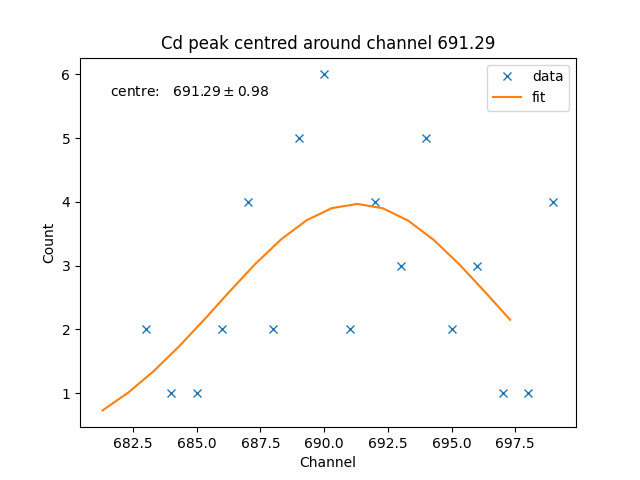 Cd peak centred around channel 691.29
centre: 691.29 ± 0.98
data
fit
6
5
4
3
2
1
Count
682.5 685.0 687.5 690.0 692.5 695.0 697.5
Channel